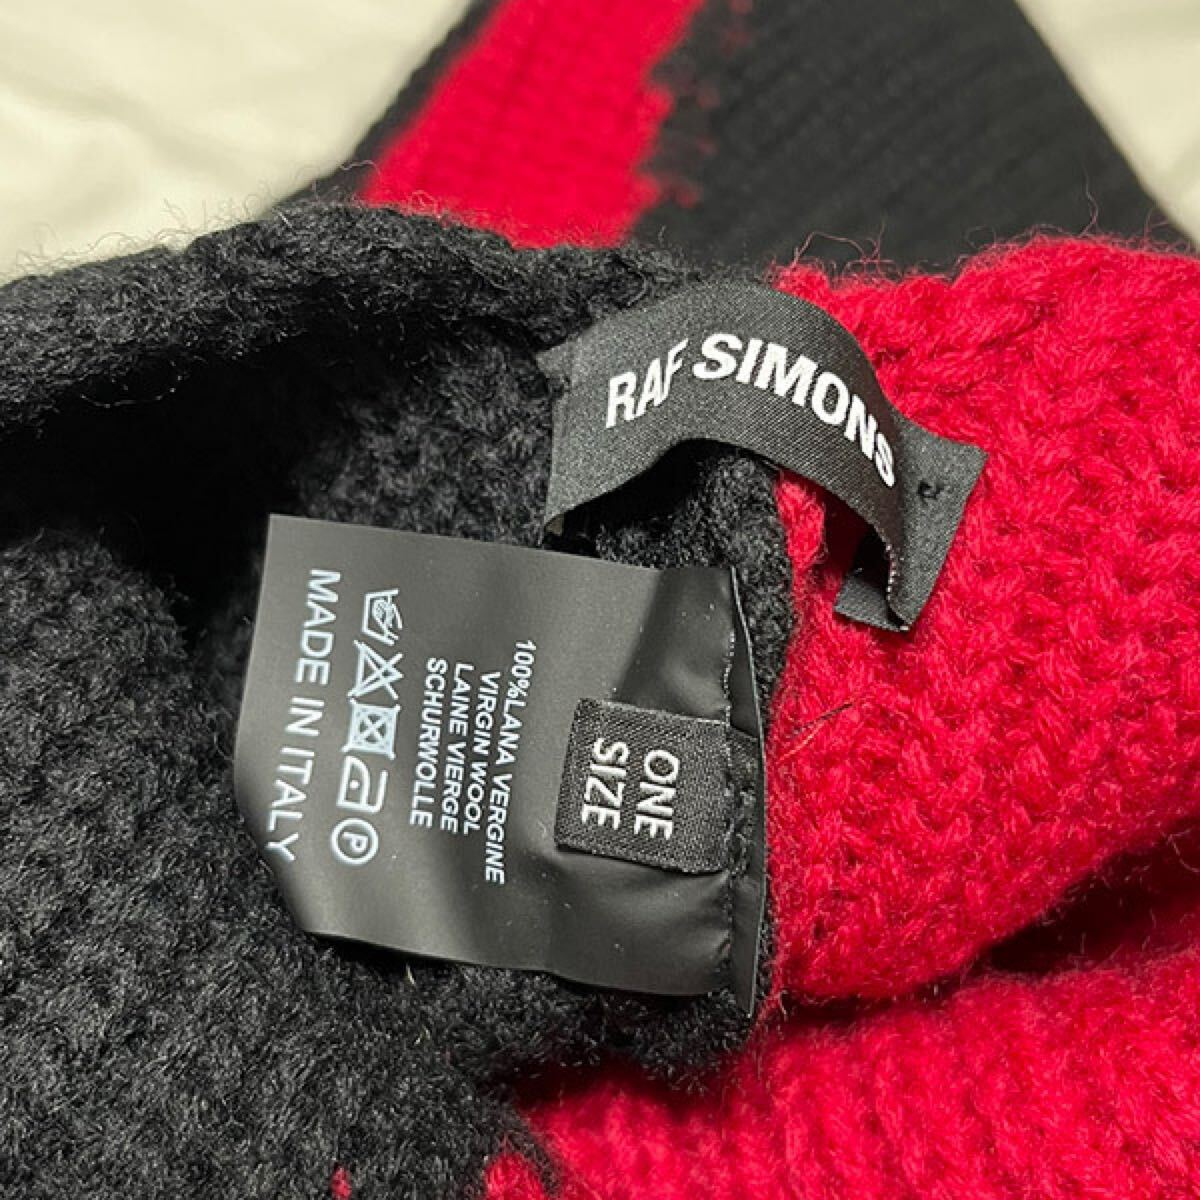 RAF SIMONS
100%LANA VERGINE
VIRGIN WOOL
LAINE VIERGE
SCHURWOLLE
P
MADE IN ITALY
ONE
SIZE